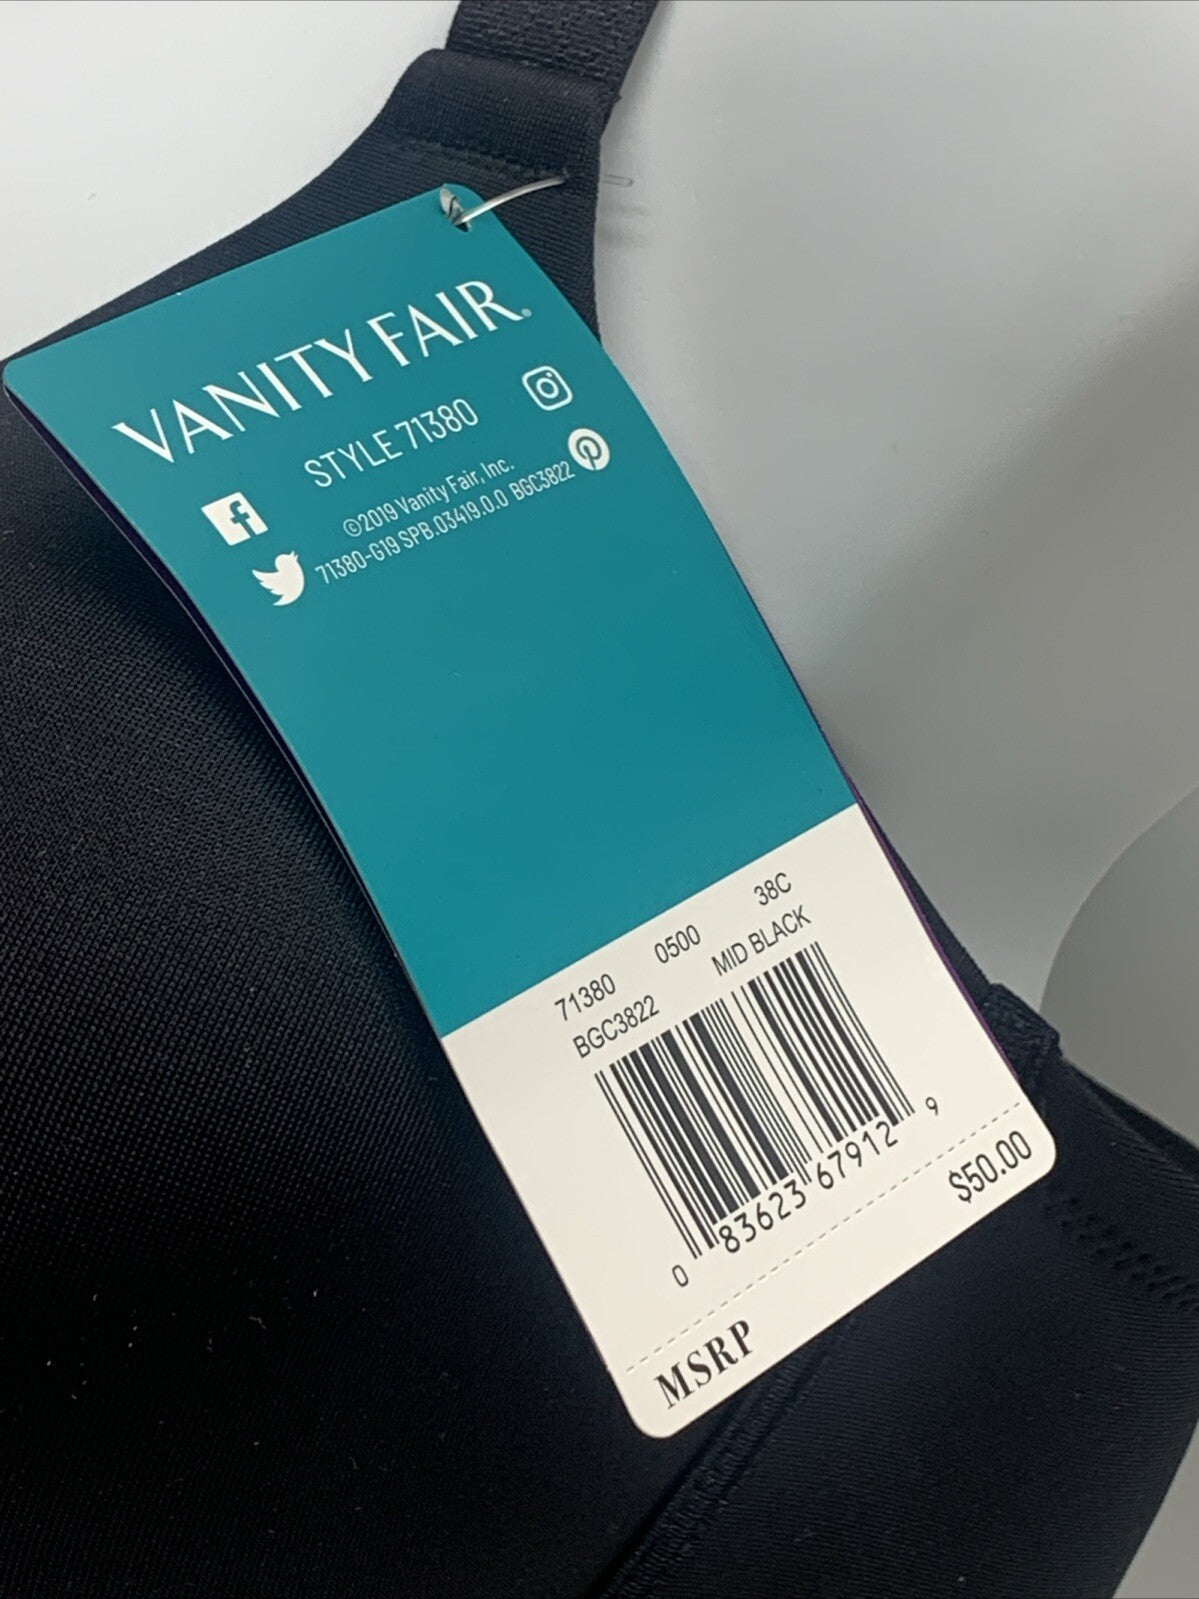 VANITY FAIR®
STYLE 71380
©2019 Vanity Fair, Inc.
71380-G19 SPB.03419.0.0 BGC3822
71380 0500 38C
BGC3822 MID BLACK
0 83623 67912 9
MSRP $50.00